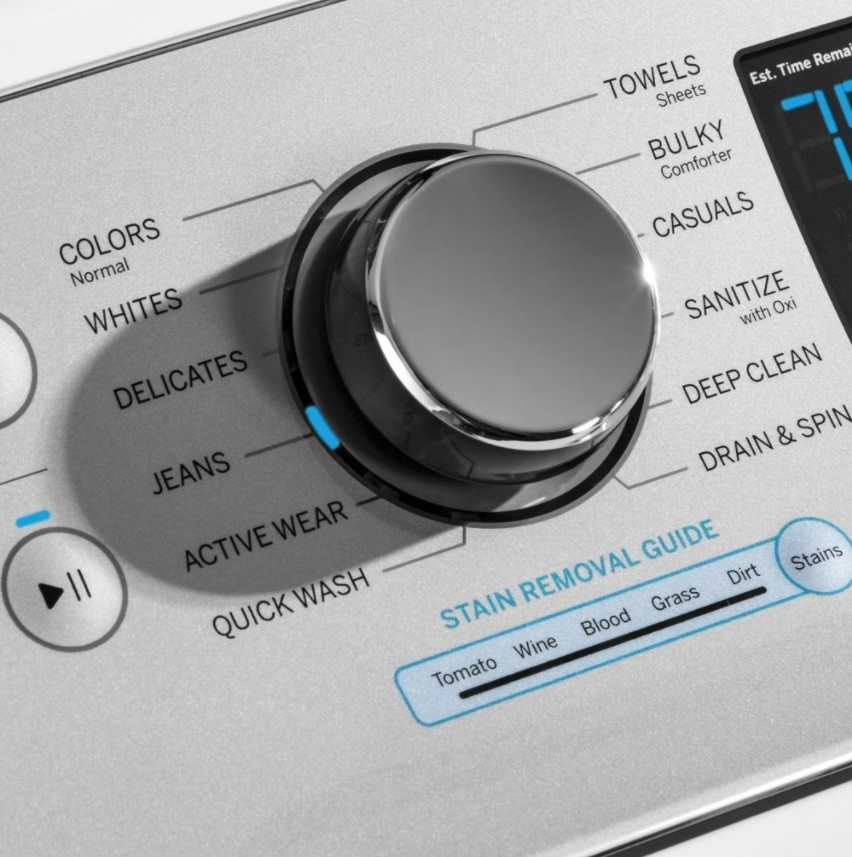 Est. Time
TOWELS
Sheets
BULKY
Comforter
CASUALS
SANITIZE
with Oxi
DEEP CLEAN
DRAIN & SPIN
COLORS
Normal
WHITES
DELICATES
JEANS
ACTIVE WEAR
QUICK WASH
STAIN REMOVAL GUIDE
Tomato Wine Blood Grass Dirt
Stains